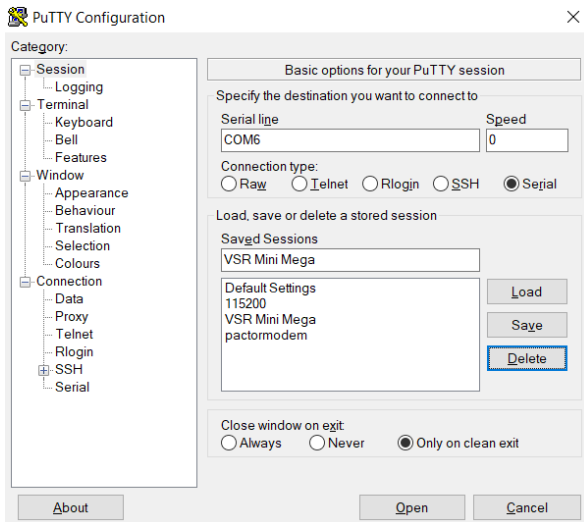 PuTTY Configuration
Category:
Session
Logging
Terminal
Keyboard
Bell
Features
Window
Appearance
Behaviour
Translation
Selection
Colours
Connection
Data
Proxy
Telnet
Rlogin
SSH
Serial
Basic options for your PuTTY session
Specify the destination you want to connect to
Serial line Speed
COM6 0
Connection type:
Raw Telnet Rlogin SSH Serial
Load, save or delete a stored session
Saved Sessions
VSR Mini Mega
Default Settings
115200
VSR Mini Mega
pactormodem
Load
Save
Delete
Close window on exit:
Always Never Only on clean exit
About Open Cancel